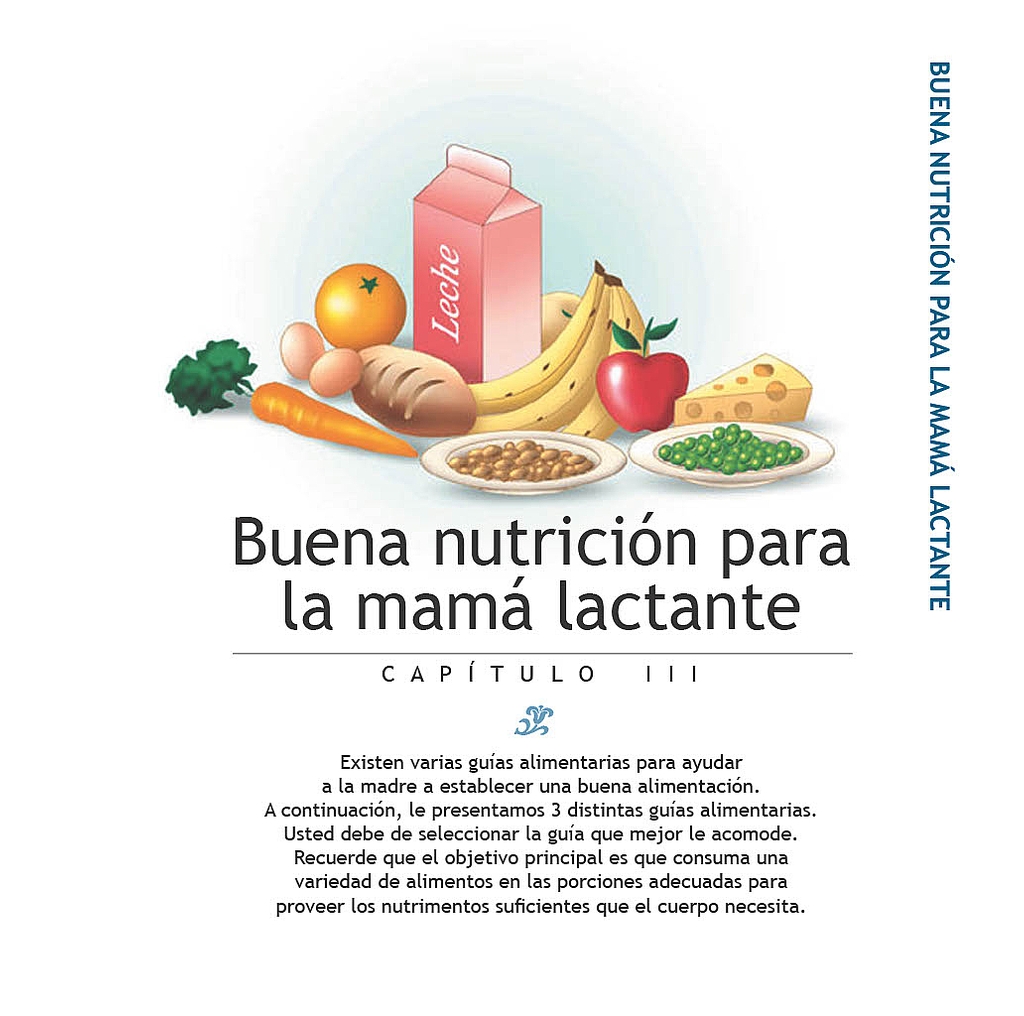 BUENA NUTRICIÓN PARA LA MAMÁ LACTANTE
Leche
Buena nutrición para
la mamá lactante
CAPÍTULO III
Existen varias guías alimentarias para ayudar
a la madre a establecer una buena alimentación.
A continuación, le presentamos 3 distintas guías alimentarias.
Usted debe de seleccionar la guía que mejor le acomode.
Recuerde que el objetivo principal es que consuma una
variedad de alimentos en las porciones adecuadas para
proveer los nutrimentos suficientes que el cuerpo necesita.